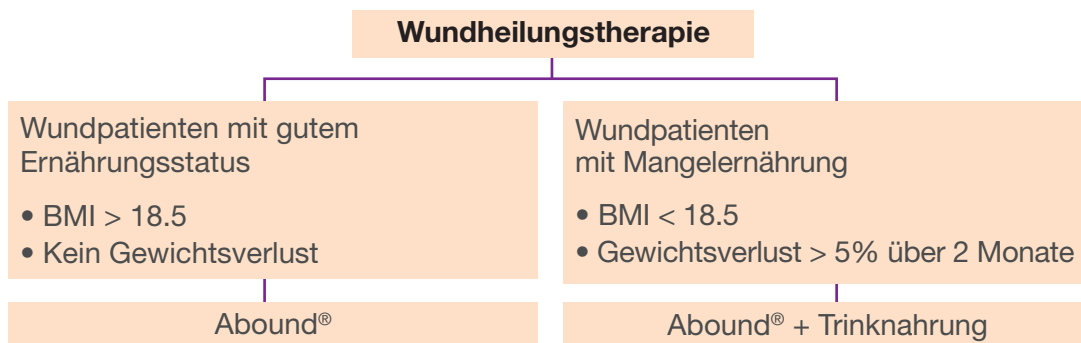 Wundheilungstherapie
Wundpatienten mit gutem
Ernährungsstatus
• BMI > 18.5
• Kein Gewichtsverlust
Abound®
Wundpatienten
mit Mangelernährung
• BMI < 18.5
• Gewichtsverlust > 5% über 2 Monate
Abound® + Trinknahrung